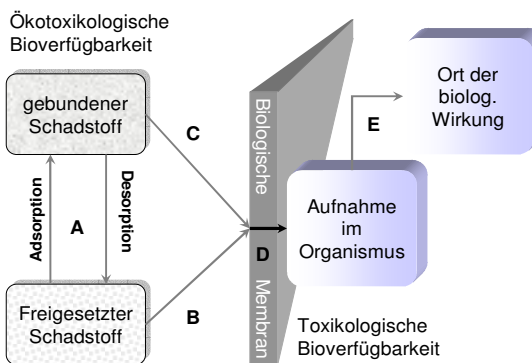 Ökotoxikologische
Bioverfügbarkeit
gebundener
Schadstoff
Adsorption
A
Desorption
Freigesetzter
Schadstoff
C
B
Biologische
Membran
D
Aufnahme
im
Organismus
E
Ort der
biolog.
Wirkung
Toxikologische
Bioverfügbarkeit